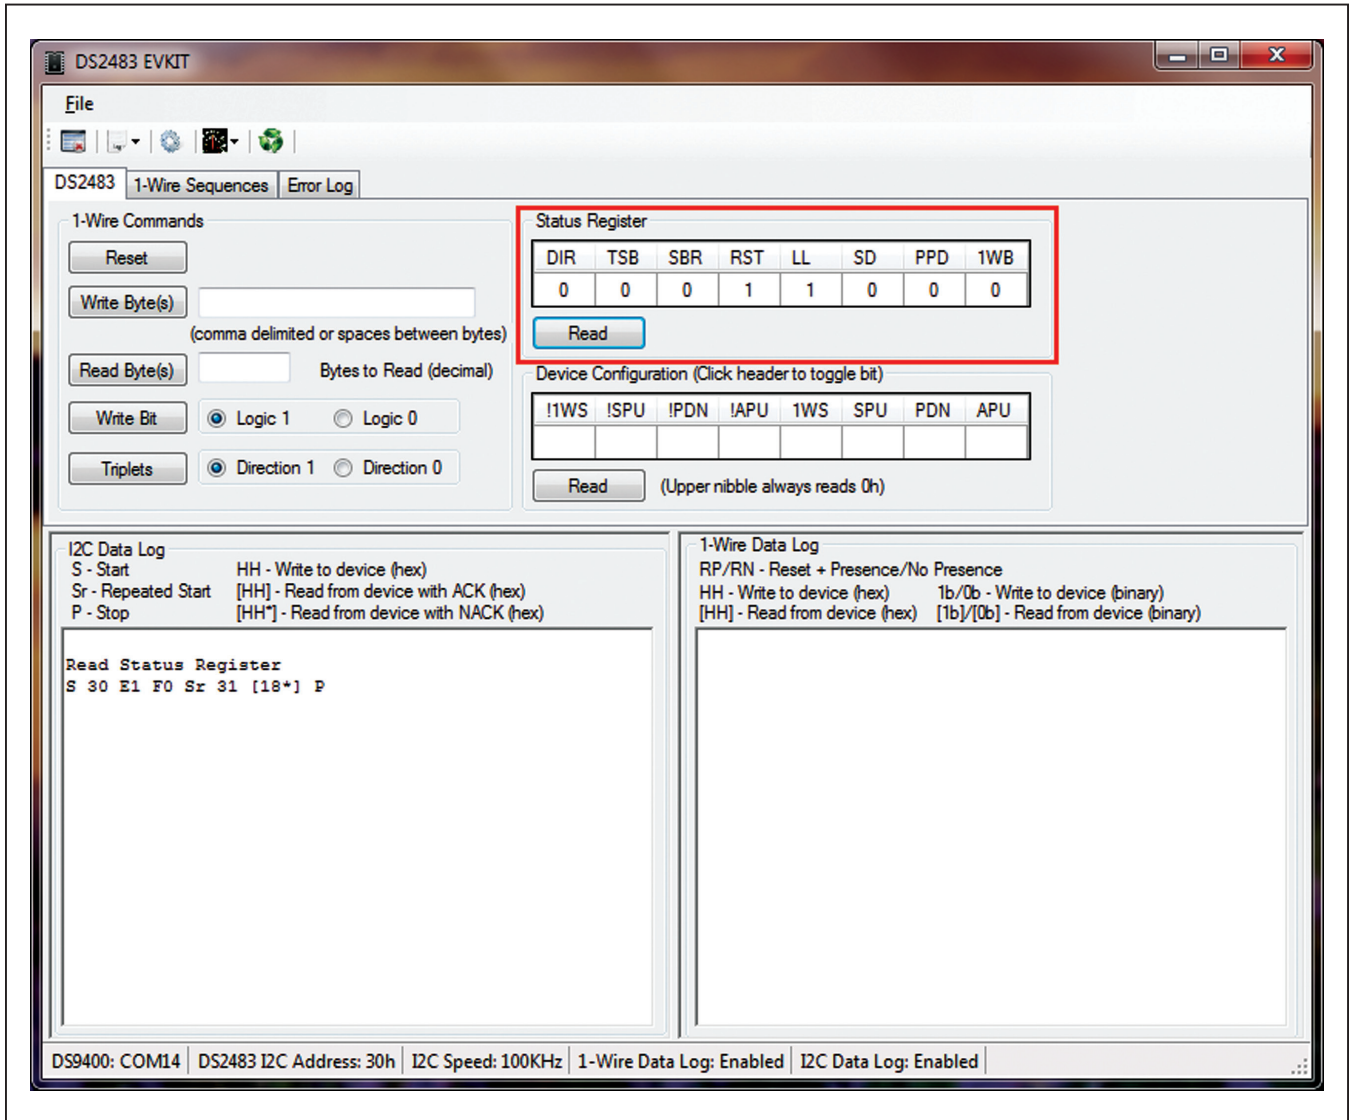 DS2483 EVKIT
File
DS2483 1-Wire Sequences Error Log
1-Wire Commands
Reset
Write Byte(s)
(comma delimited or spaces between bytes)
Read Byte(s) Bytes to Read (decimal)
Write Bit Logic 1 Logic 0
Triplets Direction 1 Direction 0
Status Register
DIR TSB SBR RST LL SD PPD 1WB
0 0 0 1 1 0 0 0
Read
Device Configuration (Click header to toggle bit)
!1WS !SPU !PDN !APU 1WS SPU PDN APU
Read (Upper nibble always reads 0h)
I2C Data Log
S - Start HH - Write to device (hex)
Sr - Repeated Start [HH] - Read from device with ACK (hex)
P - Stop [HH*] - Read from device with NACK (hex)
Read Status Register
S 30 E1 F0 Sr 31 [18*] P
1-Wire Data Log
RP/RN - Reset + Presence/No Presence
HH - Write to device (hex) 1b/0b - Write to device (binary)
[HH] - Read from device (hex) [1b]/[0b] - Read from device (binary)
DS9400: COM14 DS2483 I2C Address: 30h I2C Speed: 100KHz 1-Wire Data Log: Enabled I2C Data Log: Enabled